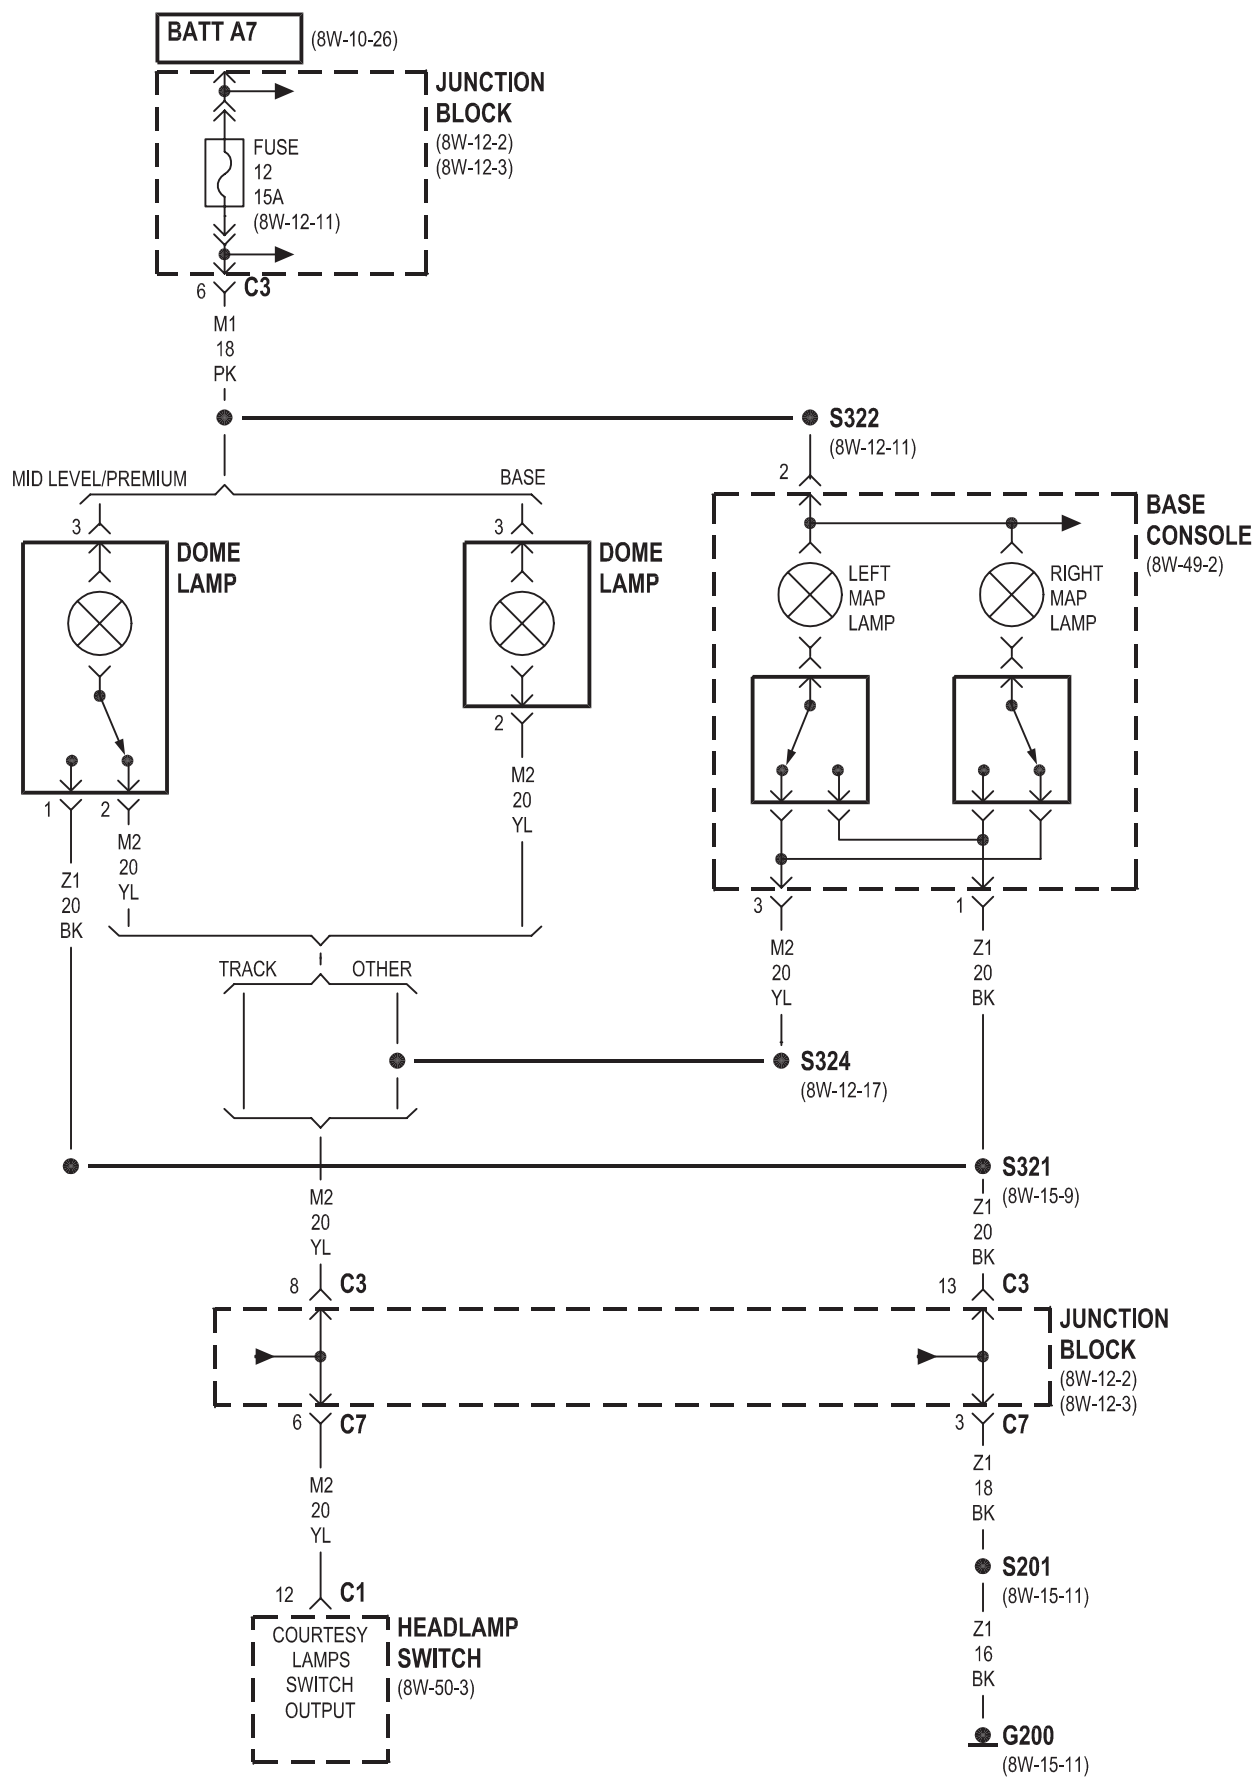 BATT A7
(8W-10-26)
JUNCTION
BLOCK
(8W-12-2)
(8W-12-3)
FUSE
12
15A
(8W-12-11)
6
C3
M1
18
PK
S322
(8W-12-11)
MID LEVEL/PREMIUM
BASE
2
3
3
BASE
CONSOLE
(8W-49-2)
DOME
LAMP
DOME
LAMP
LEFT
MAP
LAMP
RIGHT
MAP
LAMP
2
M2
20
YL
1
2
M2
20
YL
Z1
20
BK
3
1
M2
20
YL
Z1
20
BK
TRACK
OTHER
S324
(8W-12-17)
S321
(8W-15-9)
M2
20
YL
Z1
20
BK
8
C3
13
C3
JUNCTION
BLOCK
(8W-12-2)
(8W-12-3)
6
C7
3
C7
M2
20
YL
Z1
18
BK
S201
(8W-15-11)
12
C1
COURTESY
LAMPS
SWITCH
OUTPUT
HEADLAMP
SWITCH
(8W-50-3)
Z1
16
BK
G200
(8W-15-11)